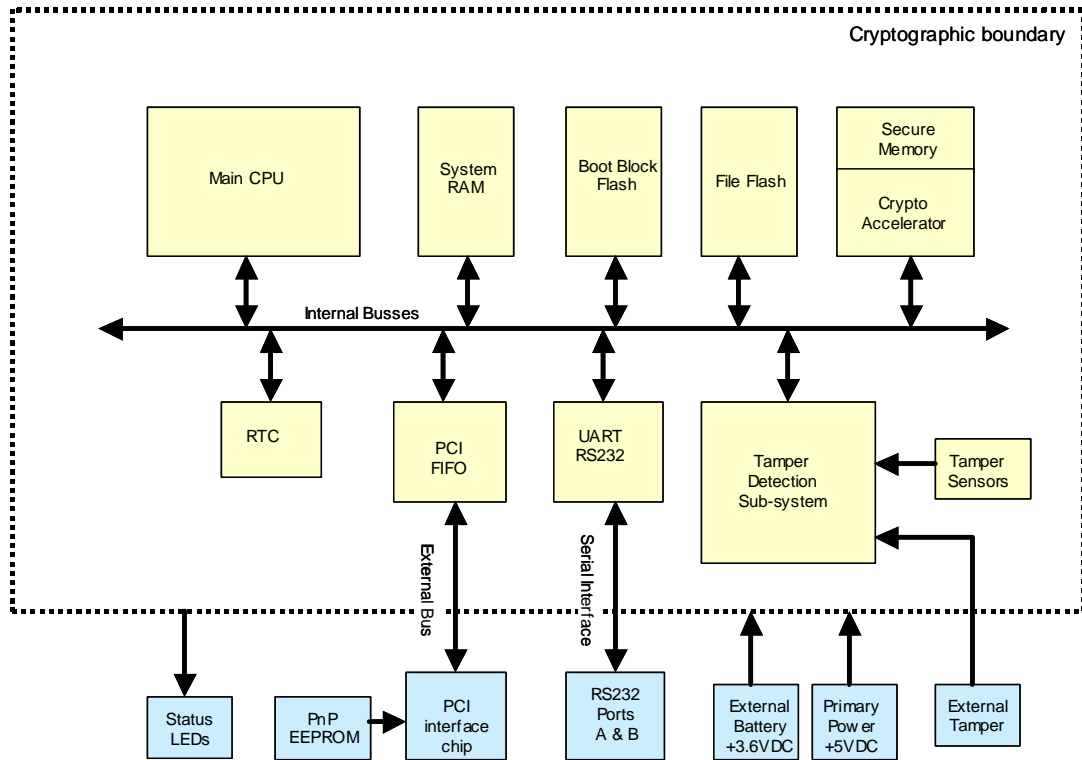 Cryptographic boundary
Main CPU
System
RAM
Boot Block
Flash
File Flash
Secure
Memory
Crypto
Accelerator
Internal Busses
RTC
PCI
FIFO
UART
RS232
Tamper
Detection
Sub-system
Tamper
Sensors
External Bus
Serial Interface
Status
LEDs
PnP
EEPROM
PCI
interface
chip
RS232
Ports
A & B
External
Battery
+3.6VDC
Primary
Power
+5VDC
External
Tamper